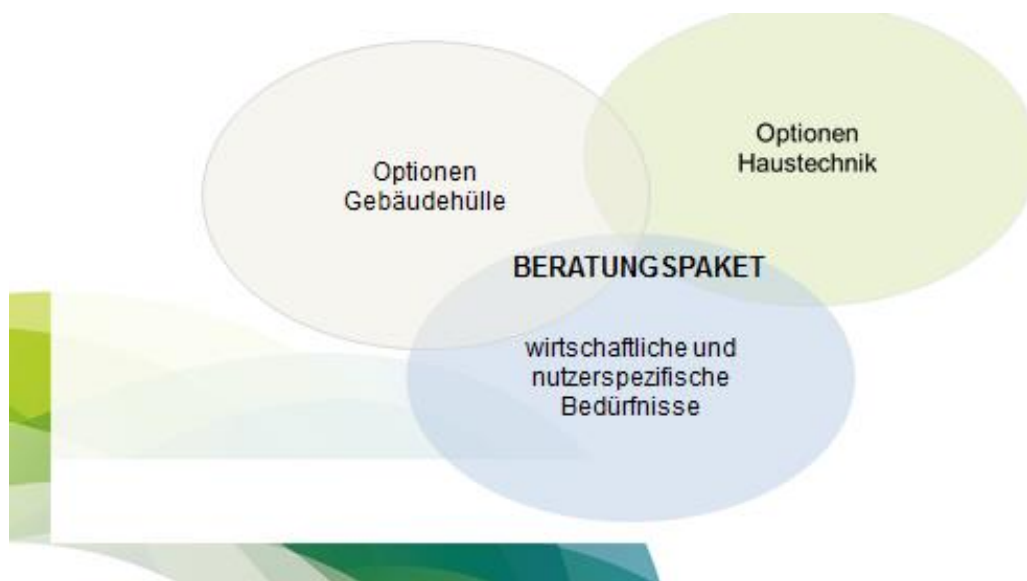 Optionen
Gebäudehülle
Optionen
Haustechnik
BERATUNGSPAKET
wirtschaftliche und
nutzerspezifische
Bedürfnisse